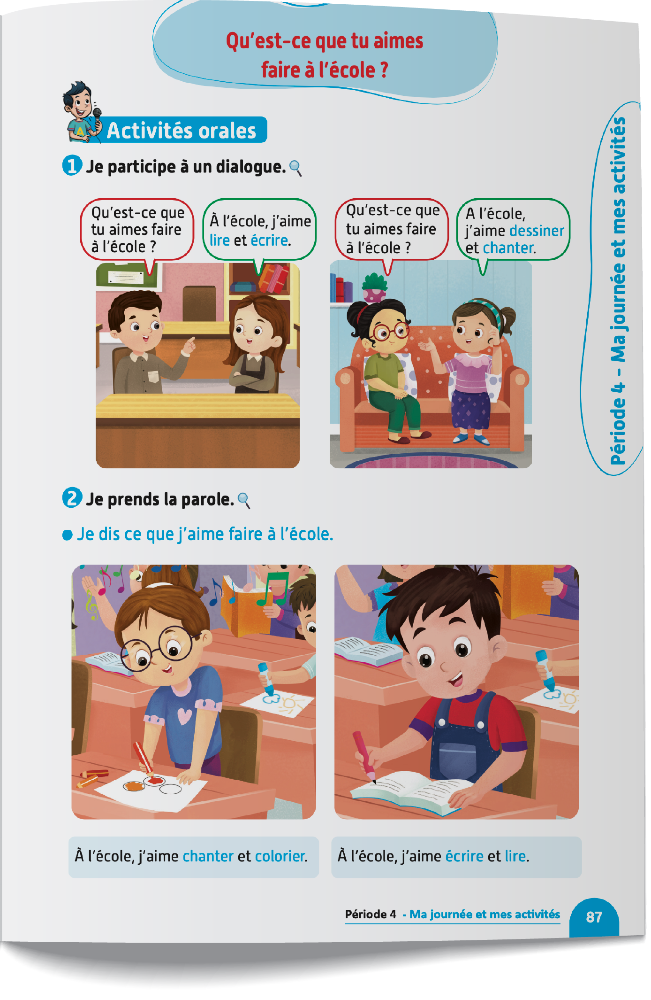 Qu'est-ce que tu aimes
faire à l'école ?
Activités orales
1 Je participe à un dialogue.
Qu'est-ce que
tu aimes faire
à l'école ?
À l'école, j'aime
lire et écrire.
Qu'est-ce que
tu aimes faire
à l'école ?
A l'école,
j'aime dessiner
et chanter.
2 Je prends la parole.
● Je dis ce que j'aime faire à l'école.
À l'école, j'aime chanter et colorier.
À l'école, j'aime écrire et lire.
Période 4 - Ma journée et mes activités
87
Période 4 - Ma journée et mes activités
A